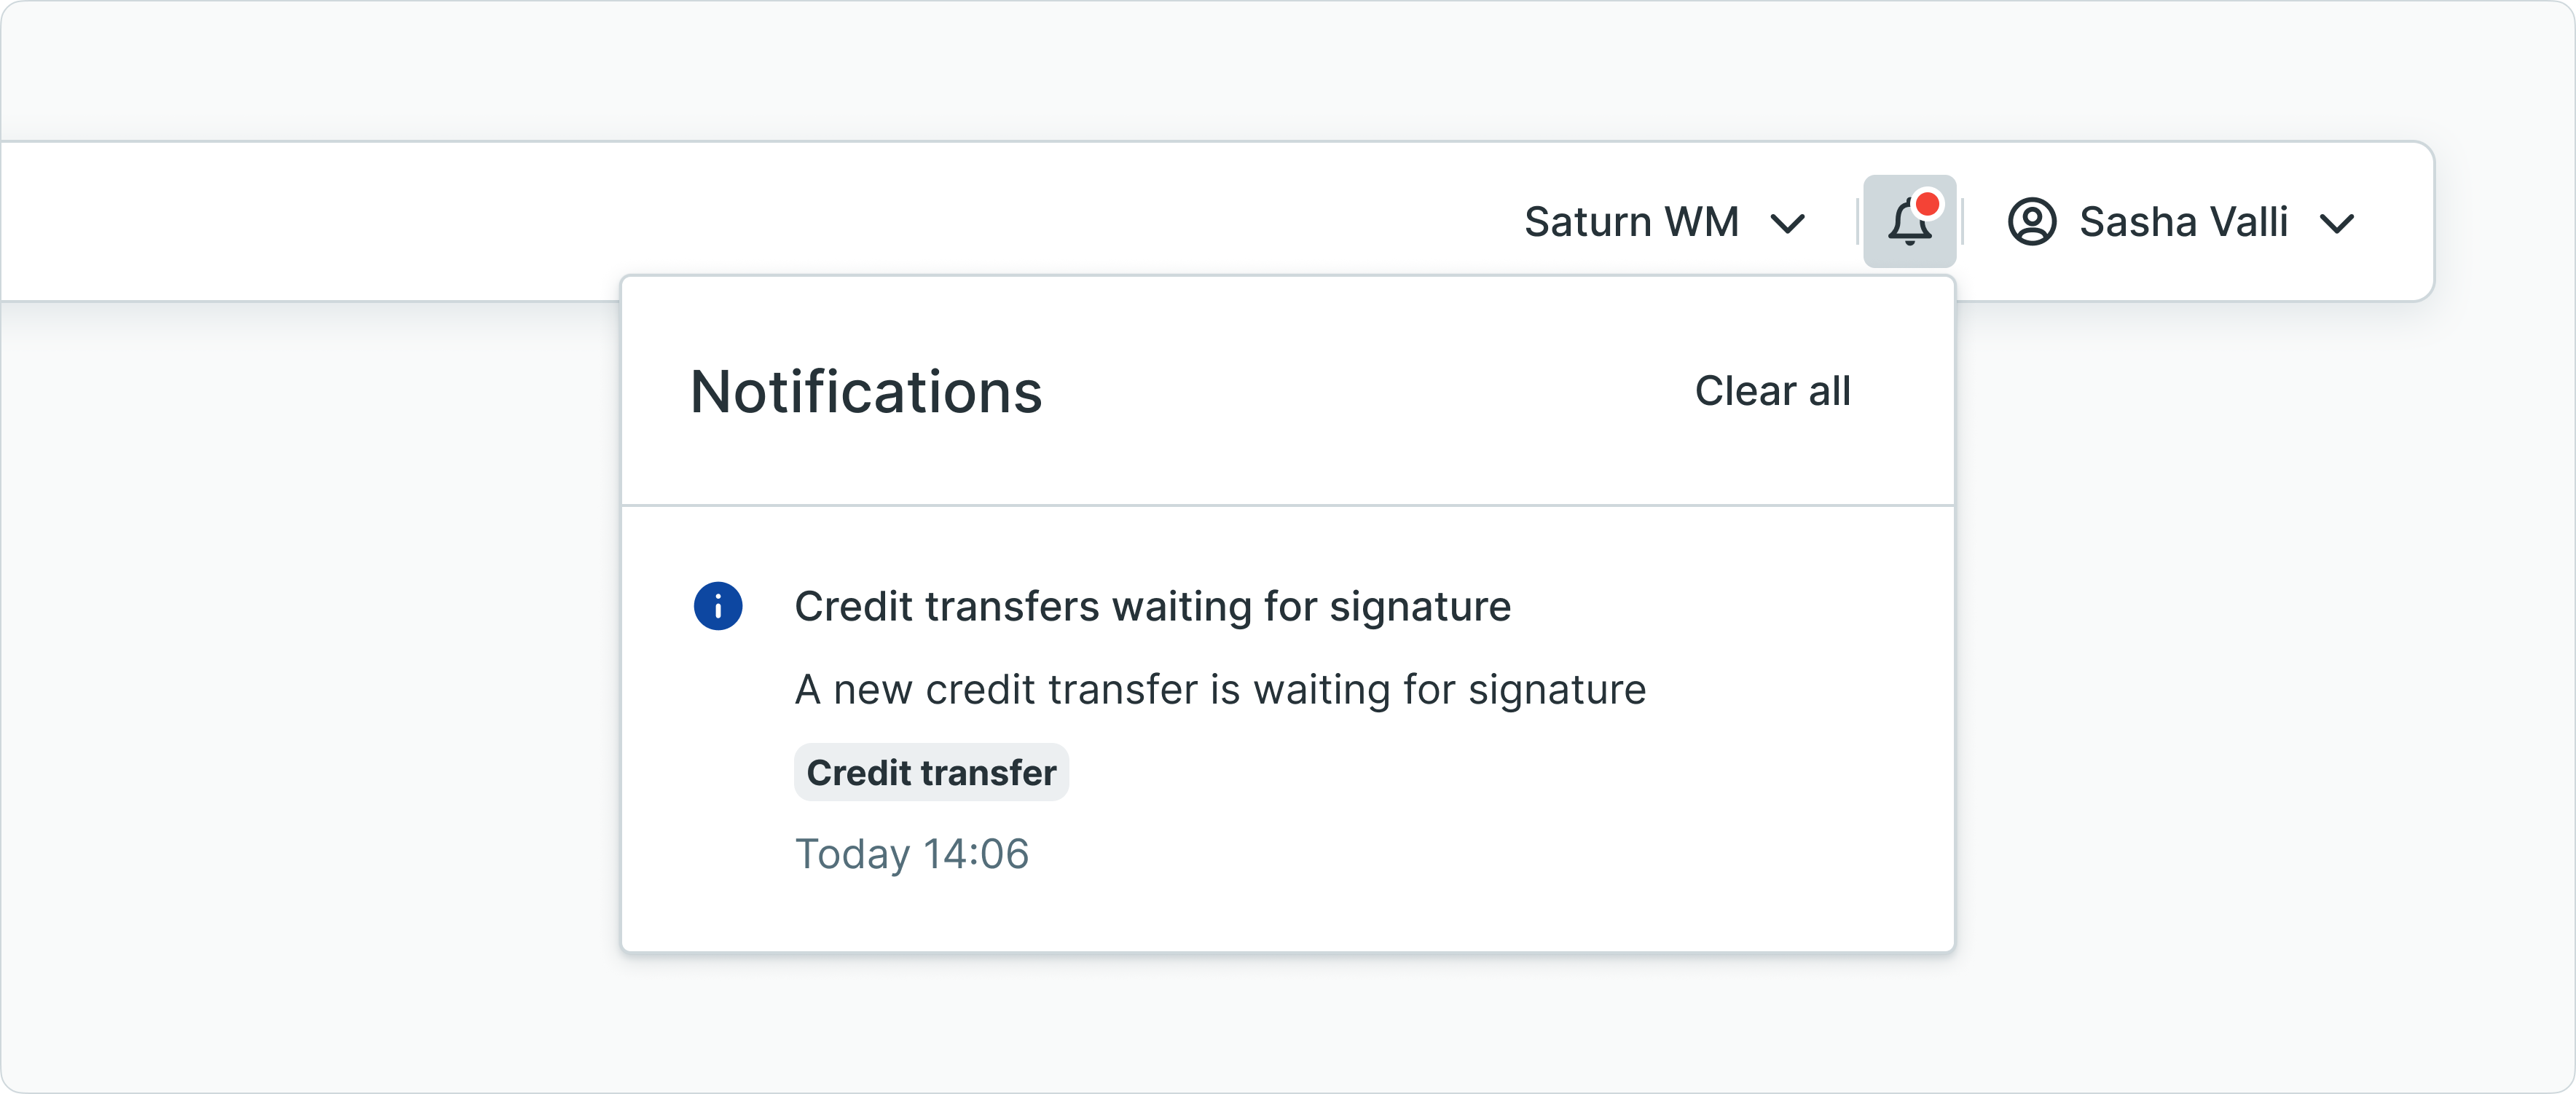 Saturn WM
Sasha Valli
Notifications
Clear all
Credit transfers waiting for signature
A new credit transfer is waiting for signature
Credit transfer
Today 14:06